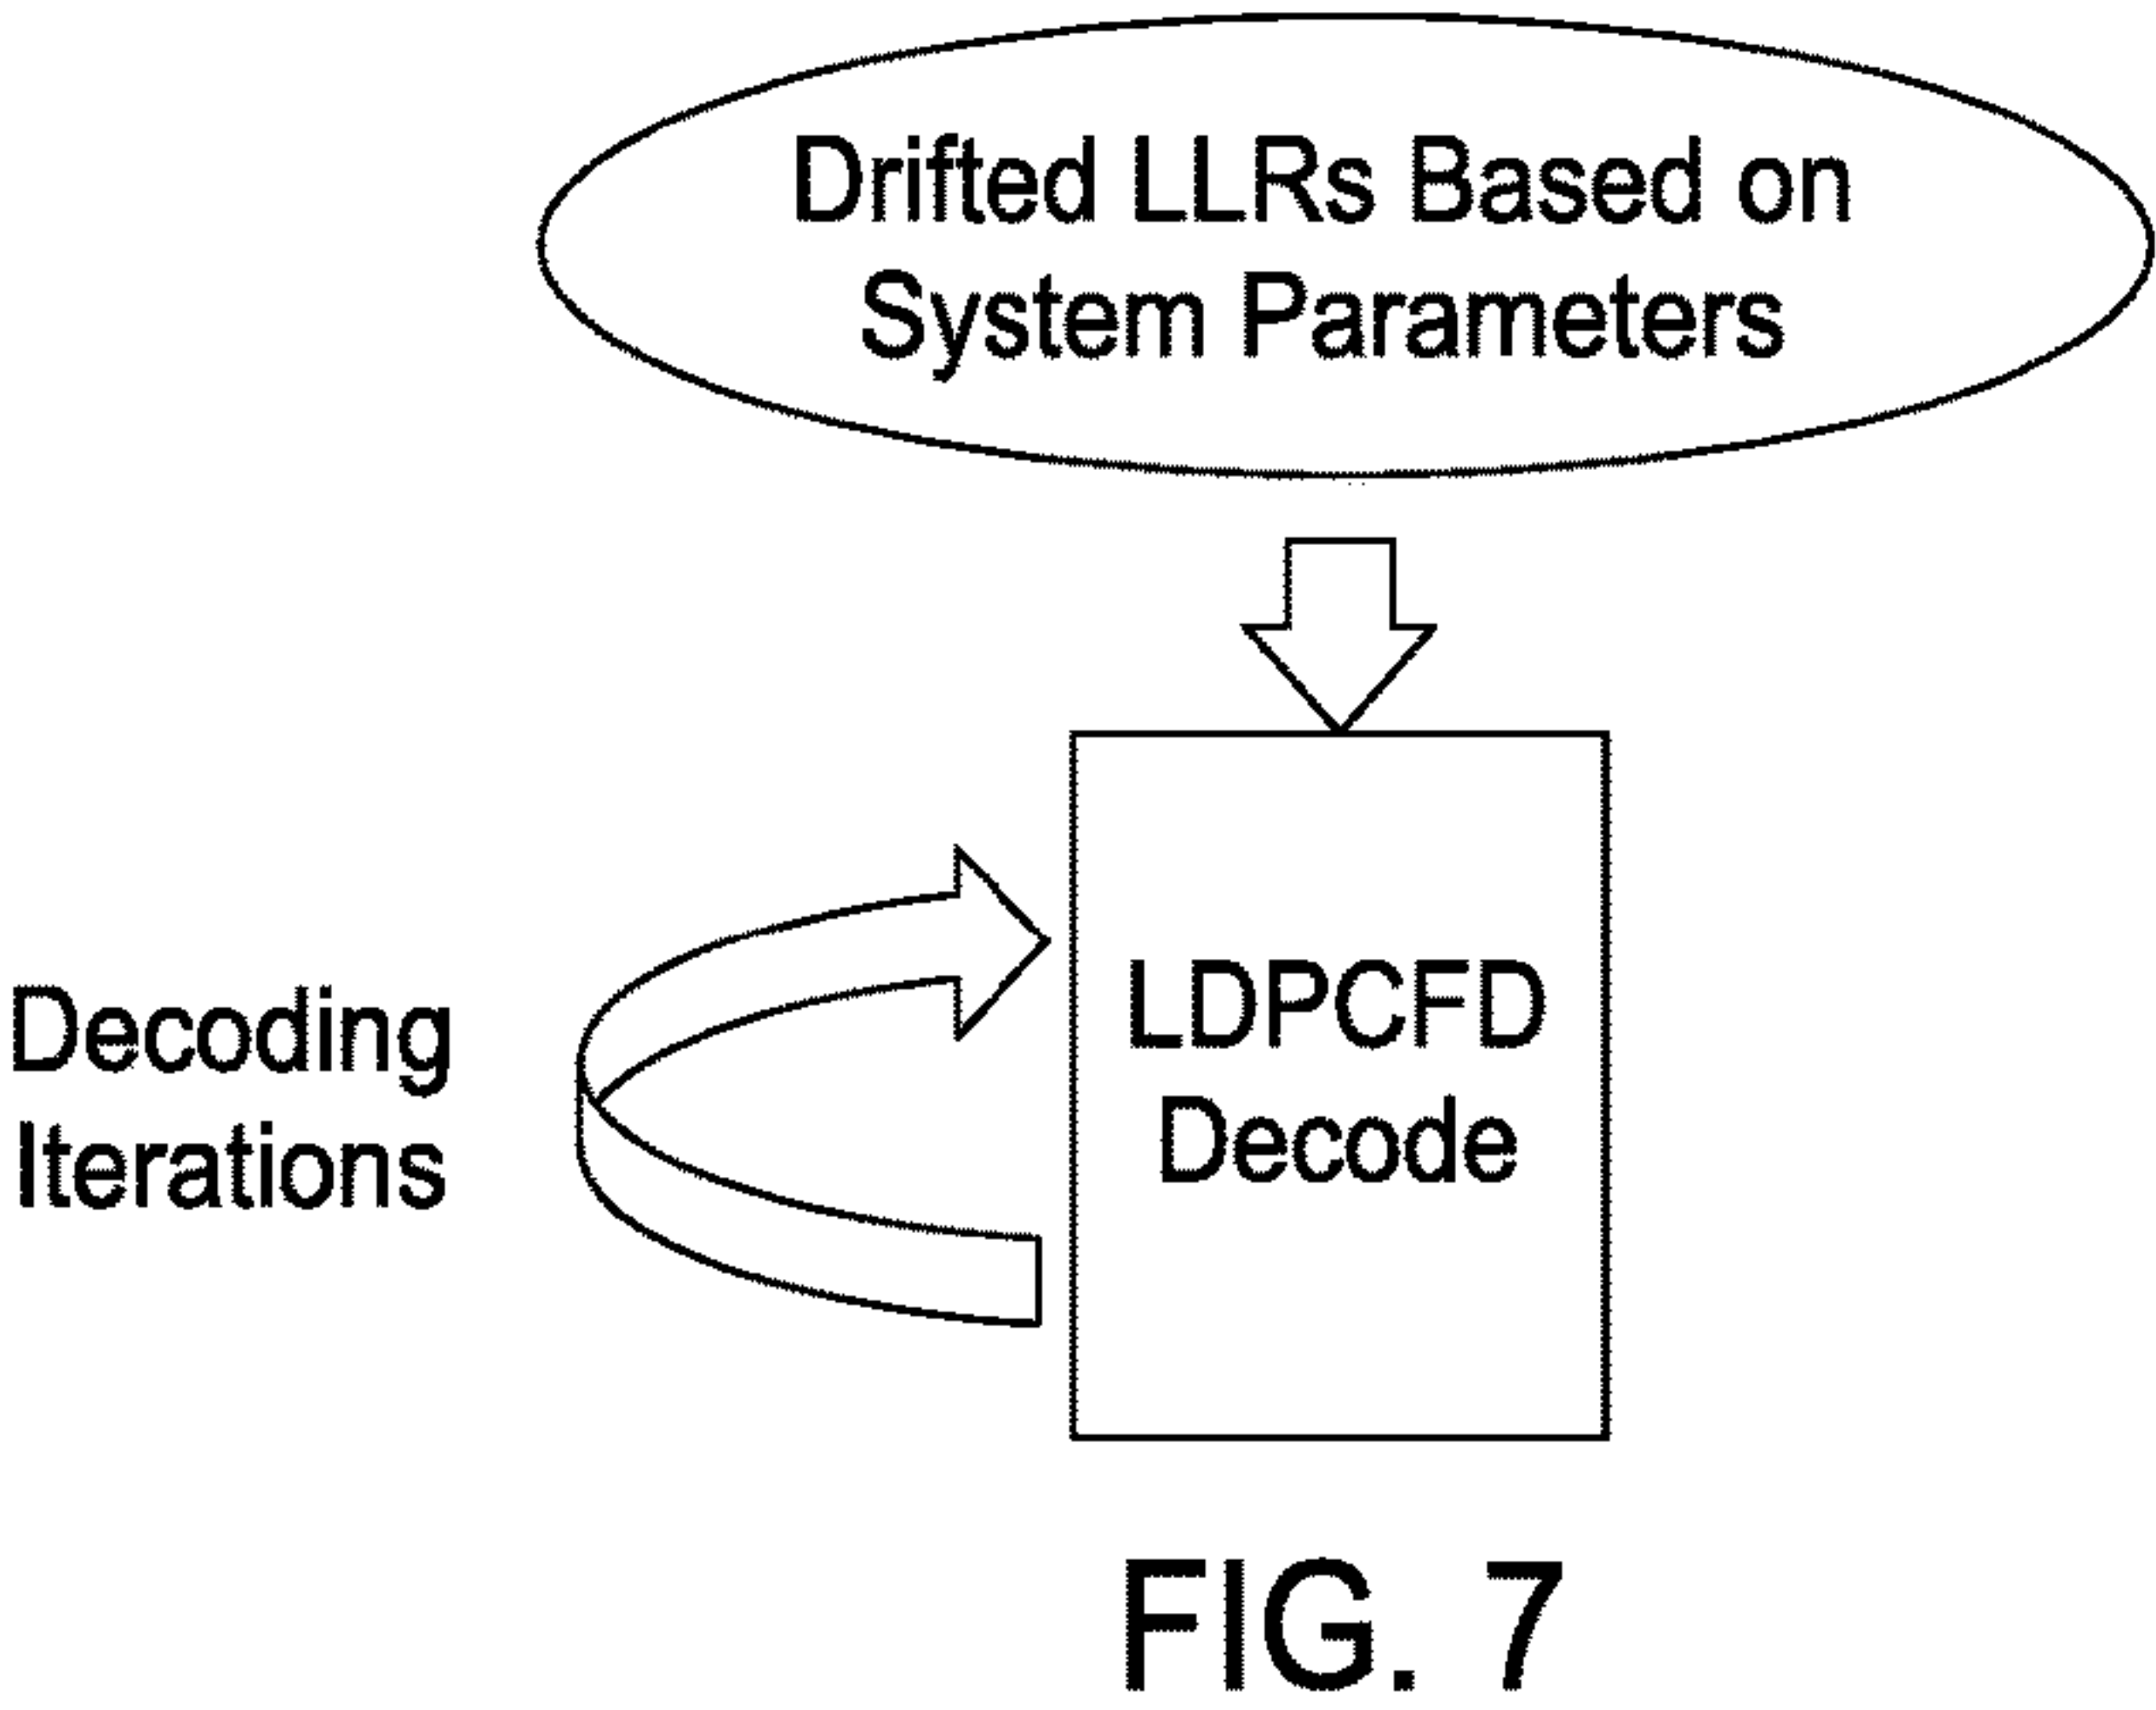 Drifted LLRs Based on
System Parameters
Decoding
Iterations
LDPCFD
Decode
FIG. 7